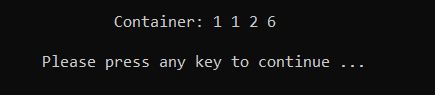 Container: 1 1 2 6
Please press any key to continue ...